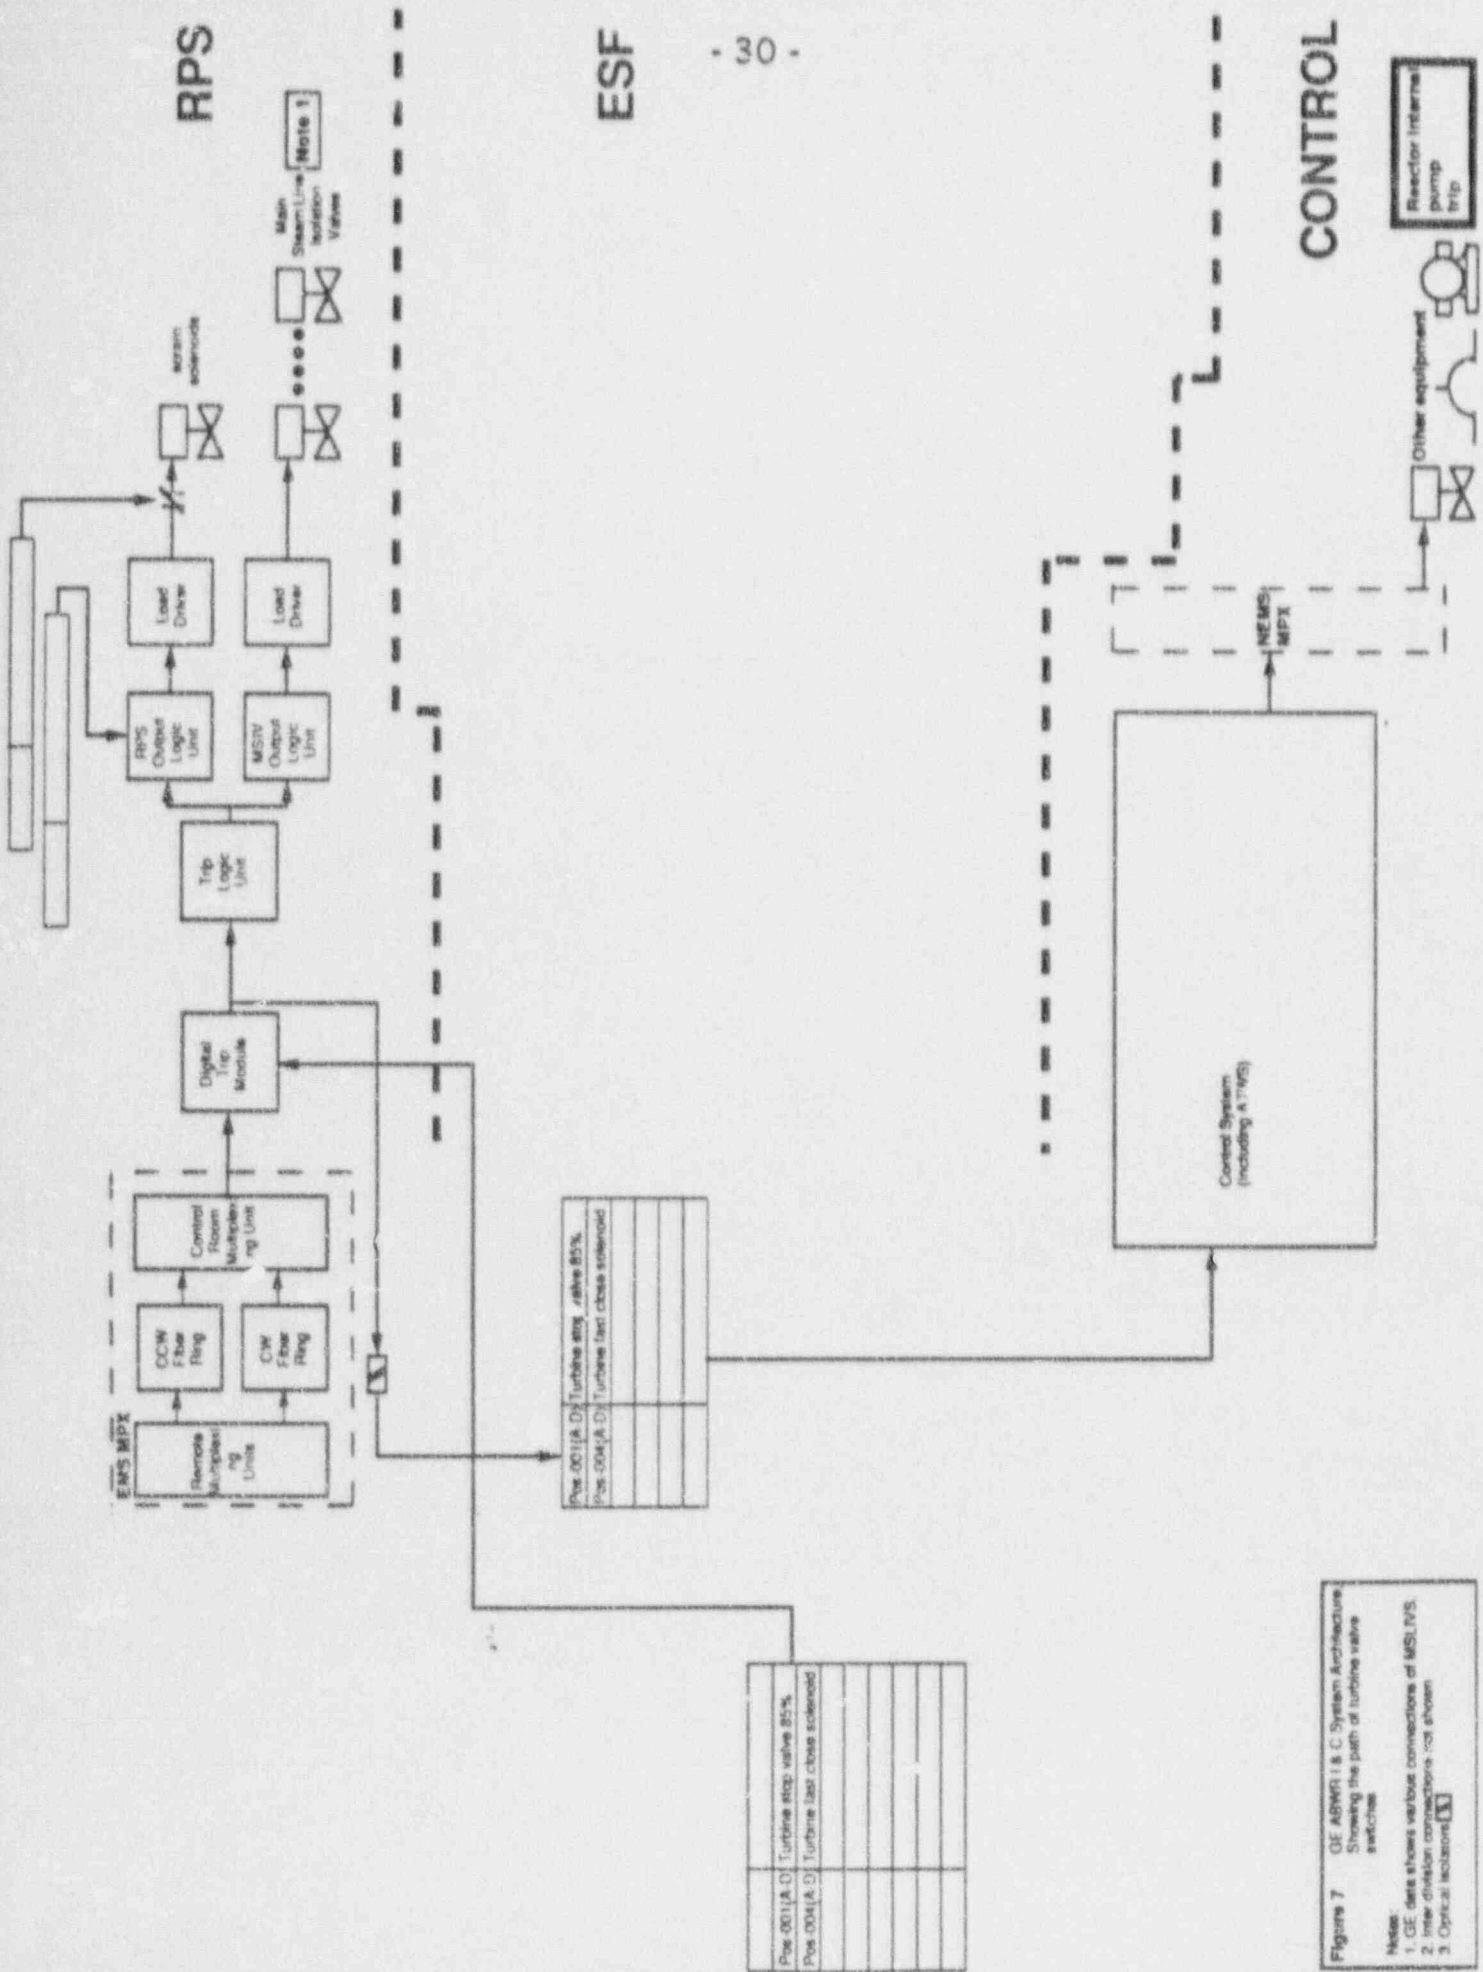 - 30 -
RPS
ESF
CONTROL
EMS MPX
Remote
Multiplexi
ng
Units
CCW
Fiber
Ring
CW
Fiber
Ring
Control
Room
Multiplexi
ng Unit
Digital
Trip
Module
Trip
Logic
Unit
RPS
Output
Logic
Unit
MSIV
Output
Logic
Unit
Load
Driver
Load
Driver
scram
solenoids
Main
Steam Line
Isolation
Valves
Note 1
Pos-001(A-D) Turbine stop valve 85%
Pos-004(A-D) Turbine fast close solenoid
Pos-001(A-D) Turbine stop valve 85%
Pos-004(A-D) Turbine fast close solenoid
Control System
(including ATWS)
NEMS
MPX
Other equipment
Reactor Internal
pump
trip
Figure 7 GE ABWR I & C System Architecture
Showing the path of turbine valve
switches
Notes:
1. GE data shows various connections of MSLIVS.
2. Inter division connections not shown
3. Optical isolators